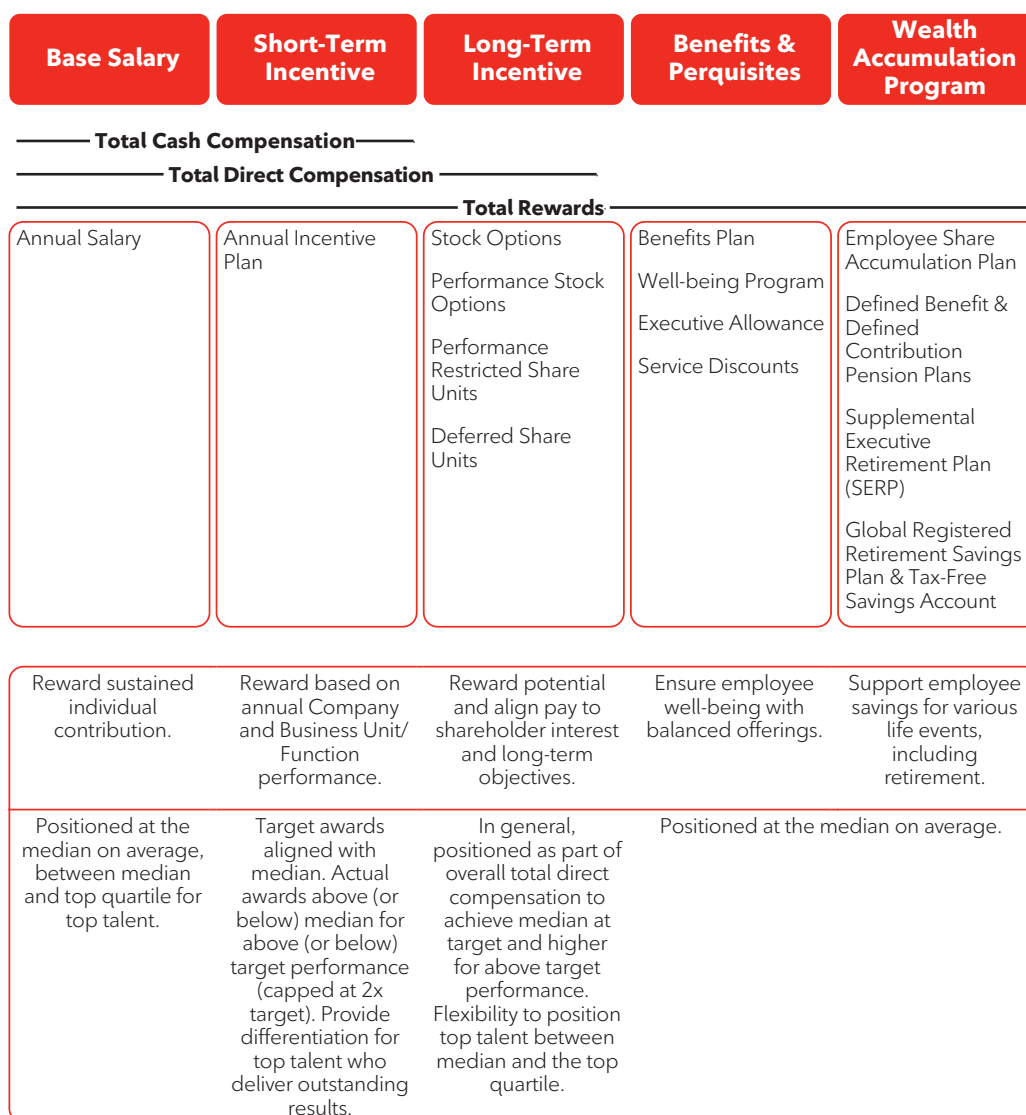 Base Salary
Short-Term
Incentive
Long-Term
Incentive
Benefits &
Perquisites
Wealth
Accumulation
Program
Total Cash Compensation
Total Direct Compensation
Total Rewards
Annual Salary
Annual Incentive
Plan
Stock Options
Performance Stock
Options
Performance
Restricted Share
Units
Deferred Share
Units
Benefits Plan
Well-being Program
Executive Allowance
Service Discounts
Employee Share
Accumulation Plan
Defined Benefit &
Defined
Contribution
Pension Plans
Supplemental
Executive
Retirement Plan
(SERP)
Global Registered
Retirement Savings
Plan & Tax-Free
Savings Account
Reward sustained
individual
contribution.
Reward based on
annual Company
and Business Unit/
Function
performance.
Reward potential
and align pay to
shareholder interest
and long-term
objectives.
Ensure employee
well-being with
balanced offerings.
Support employee
savings for various
life events,
including
retirement.
Positioned at the
median on average,
between median
and top quartile for
top talent.
Target awards
aligned with
median. Actual
awards above (or
below) median for
above (or below)
target performance
(capped at 2x
target). Provide
differentiation for
top talent who
deliver outstanding
results.
In general,
positioned as part of
overall total direct
compensation to
achieve median at
target and higher
for above target
performance.
Flexibility to position
top talent between
median and the top
quartile.
Positioned at the median on average.